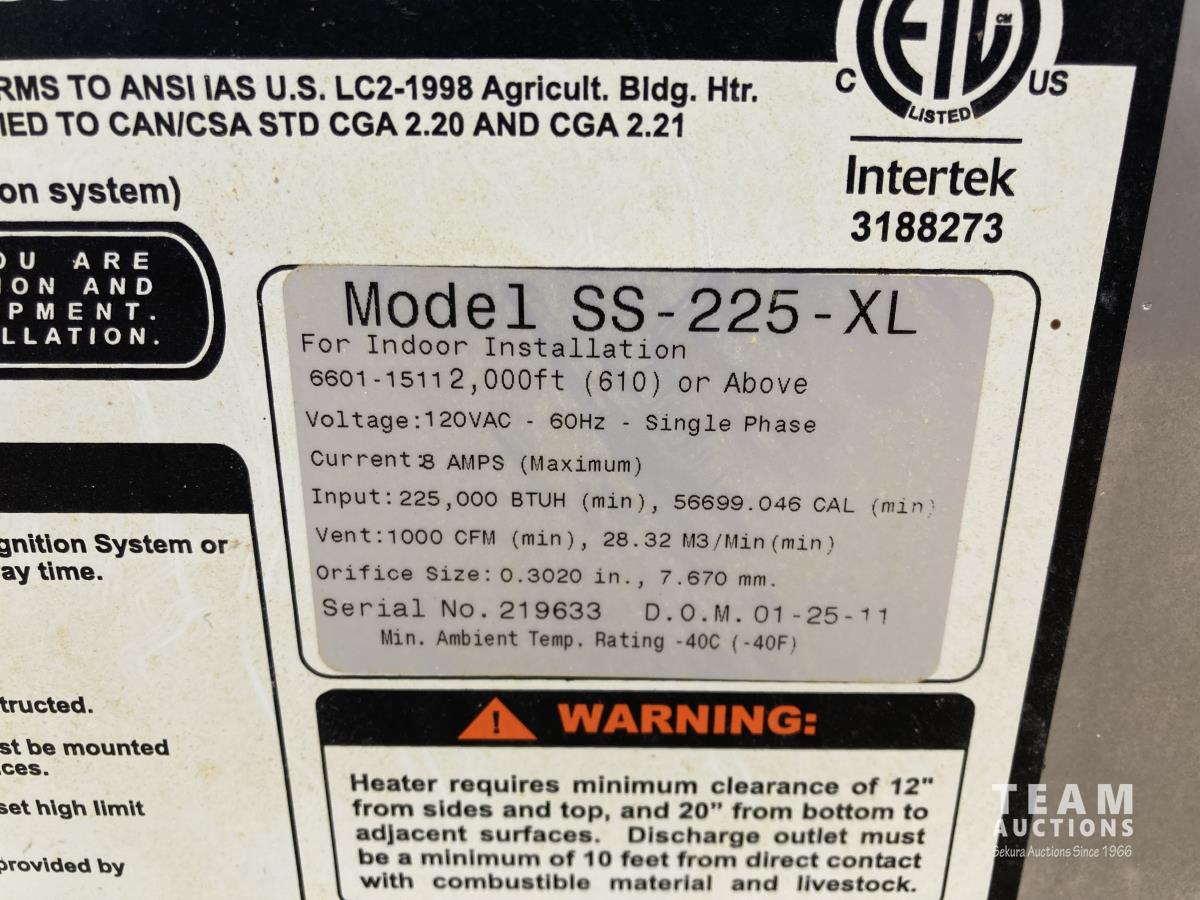 RMS TO ANSI IAS U.S. LC2-1998 Agricult. Bldg. Htr.
IED TO CAN/CSA STD CGA 2.20 AND CGA 2.21
on system)
C US
LISTED
CM
Intertek
3188273
OU ARE
ION AND
PMENT.
LLATION.
Model SS-225-XL
For Indoor Installation
6601-15112,000ft (610) or Above
Voltage:120VAC - 60Hz - Single Phase
Current:8 AMPS (Maximum)
Input:225,000 BTUH (min), 56699.046 CAL (min)
Vent:1000 CFM (min), 28.32 M3/Min(min)
Orifice Size:0.3020 in., 7.670 mm.
Serial No.219633 D.O.M.01-25-11
Min. Ambient Temp. Rating -40C (-40F)
gnition System or
ay time.
tructed.
st be mounted
ces.
set high limit
provided by
! WARNING:
Heater requires minimum clearance of 12"
from sides and top, and 20" from bottom to
adjacent surfaces. Discharge outlet must
be a minimum of 10 feet from direct contact
with combustible material and livestock.
TEAM
AUCTIONS
Sekura Auctions Since 1966